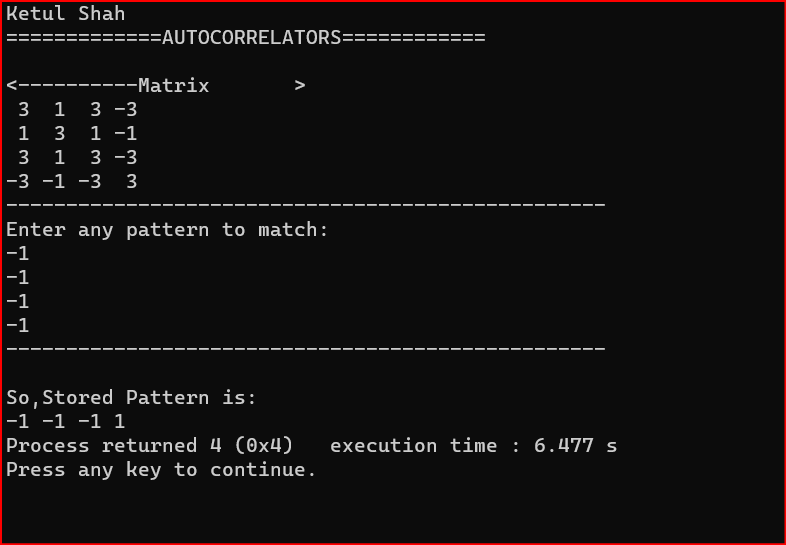 Ketul Shah
=============AUTOCORRELATORS============
<----------Matrix       >
 3  1  3 -3
 1  3  1 -1
 3  1  3 -3
-3 -1 -3  3
--------------------------------------------------
Enter any pattern to match:
-1
-1
-1
-1
--------------------------------------------------
So,Stored Pattern is:
-1 -1 -1 1
Process returned 4 (0x4)   execution time : 6.477 s
Press any key to continue.